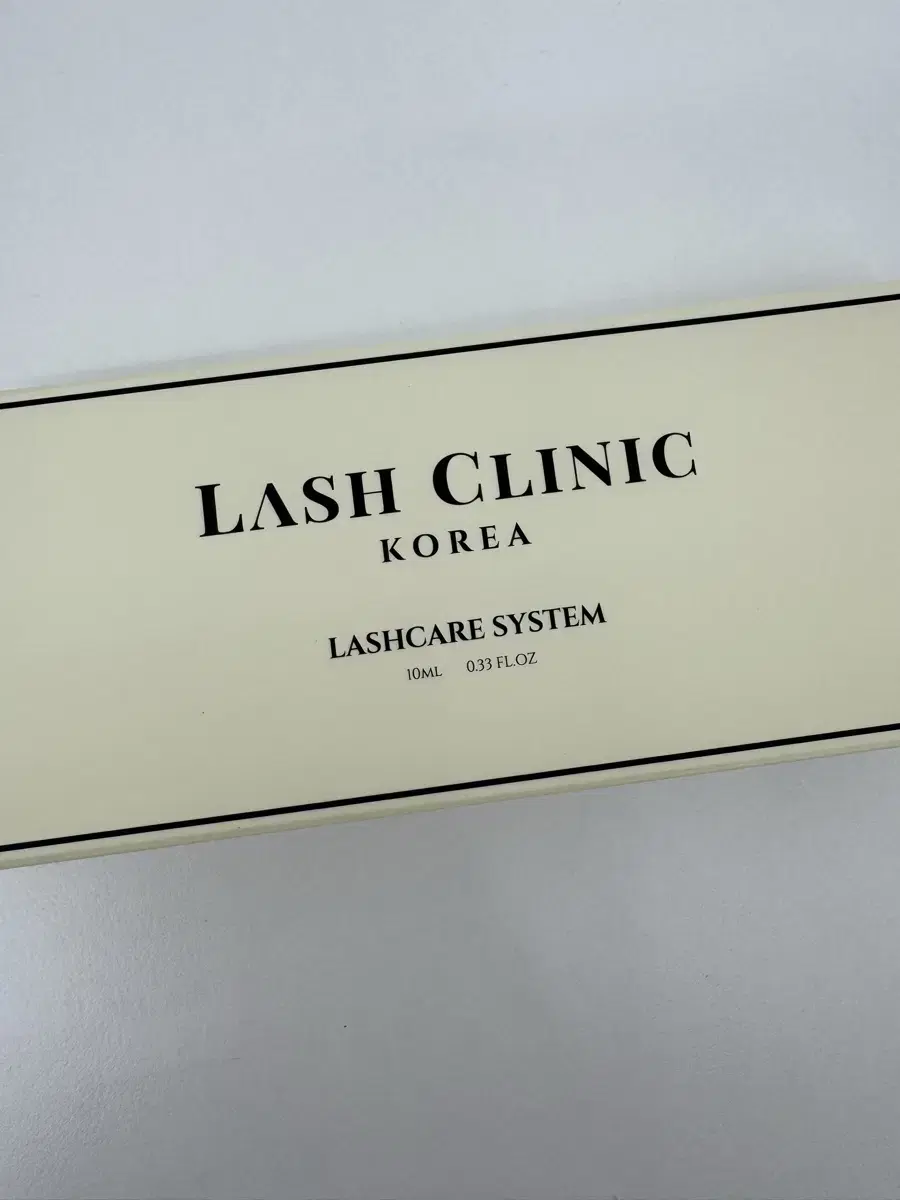 LASH CLINIC
KOREA
LASHCARE SYSTEM
10ML 0.33 FL.OZ